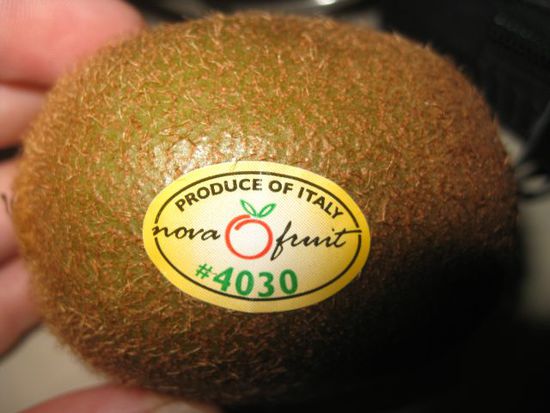 PRODUCE OF ITALY
nova fruit
#4030